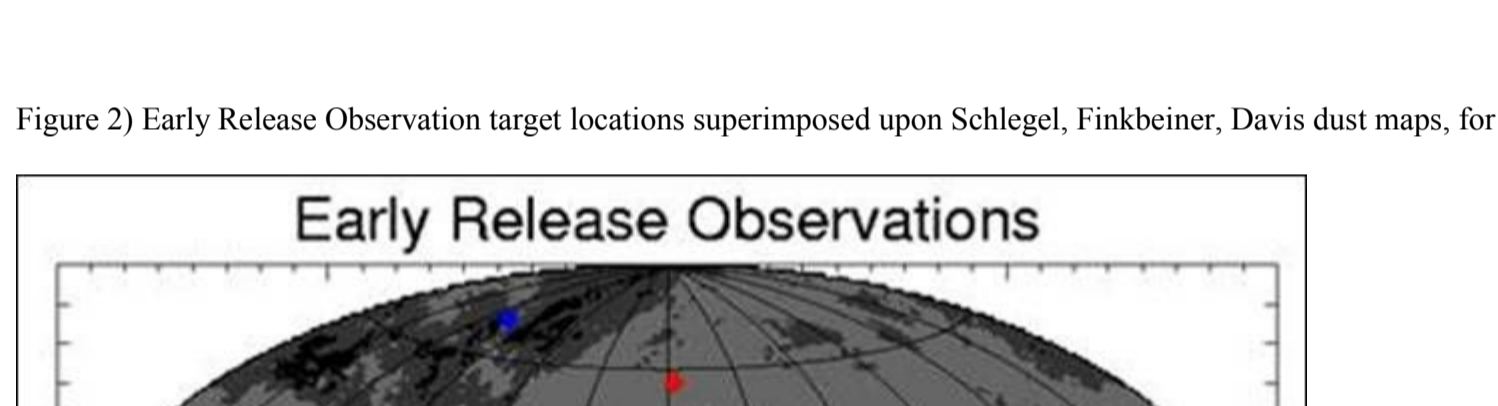 Figure 2) Early Release Observation target locations superimposed upon Schlegel, Finkbeiner, Davis dust maps, for
Early Release Observations